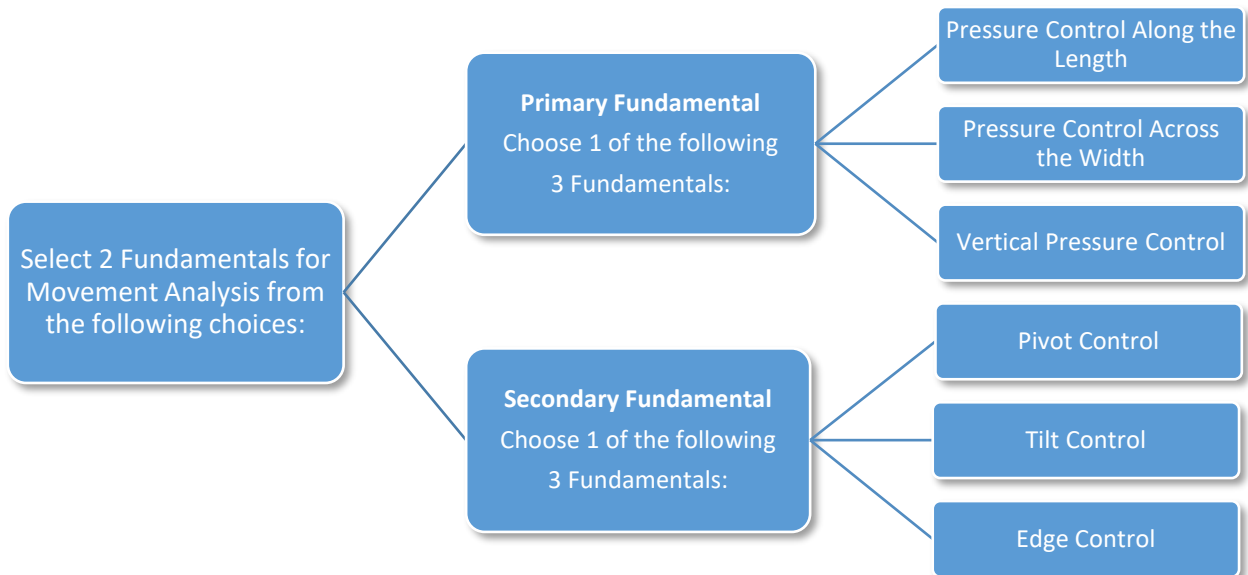 Select 2 Fundamentals for
Movement Analysis from
the following choices:
Primary Fundamental
Choose 1 of the following
3 Fundamentals:
Pressure Control Along the
Length
Pressure Control Across
the Width
Vertical Pressure Control
Secondary Fundamental
Choose 1 of the following
3 Fundamentals:
Pivot Control
Tilt Control
Edge Control